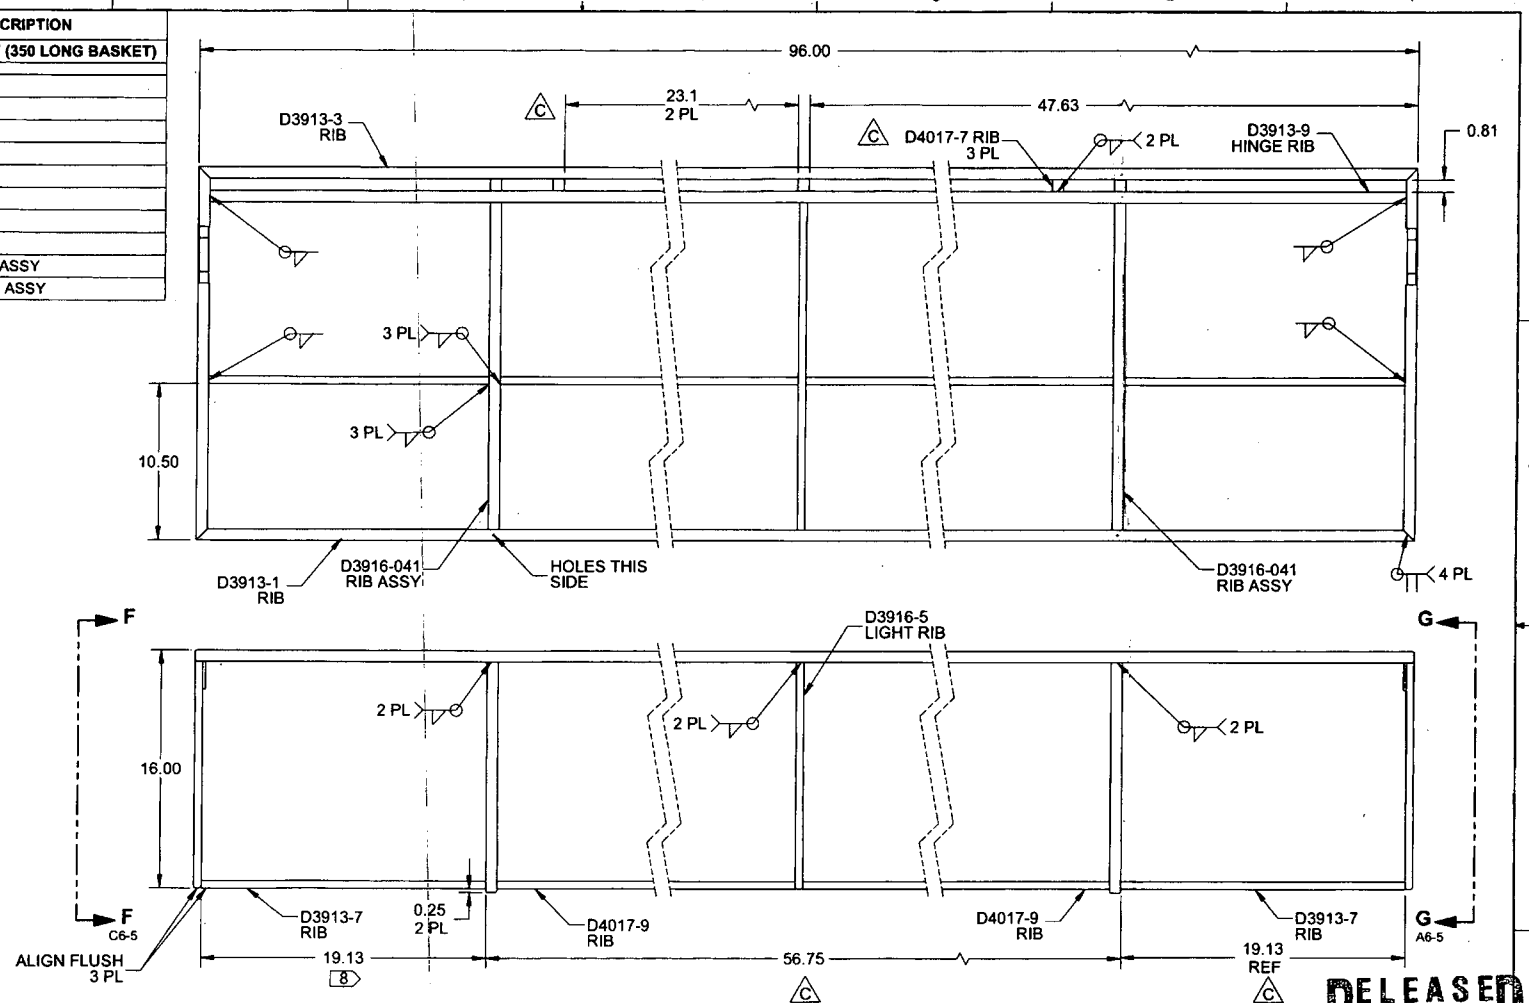 CRIPTION
(350 LONG BASKET)
ASSY
ASSY
96.00
C
23.1
2 PL
47.63
D3913-3
RIB
C
D4017-7 RIB
3 PL
2 PL
D3913-9
HINGE RIB
0.81
3 PL
3 PL
10.50
D3913-1
RIB
D3916-041
RIB ASSY
HOLES THIS
SIDE
D3916-041
RIB ASSY
4 PL
F
D3916-5
LIGHT RIB
G
2 PL
2 PL
2 PL
16.00
F
C6-5
D3913-7
RIB
0.25
2 PL
D4017-9
RIB
D4017-9
RIB
D3913-7
RIB
G
A6-5
ALIGN FLUSH
3 PL
19.13
8
56.75
C
19.13
REF
C
RELEASED